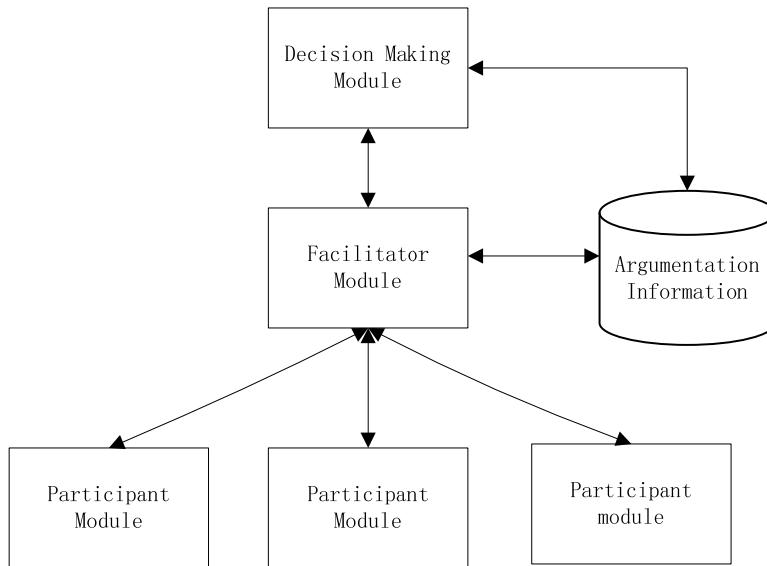 Decision Making
Module
Facilitator
Module
Argumentation
Information
Participant
Module
Participant
Module
Participant
module